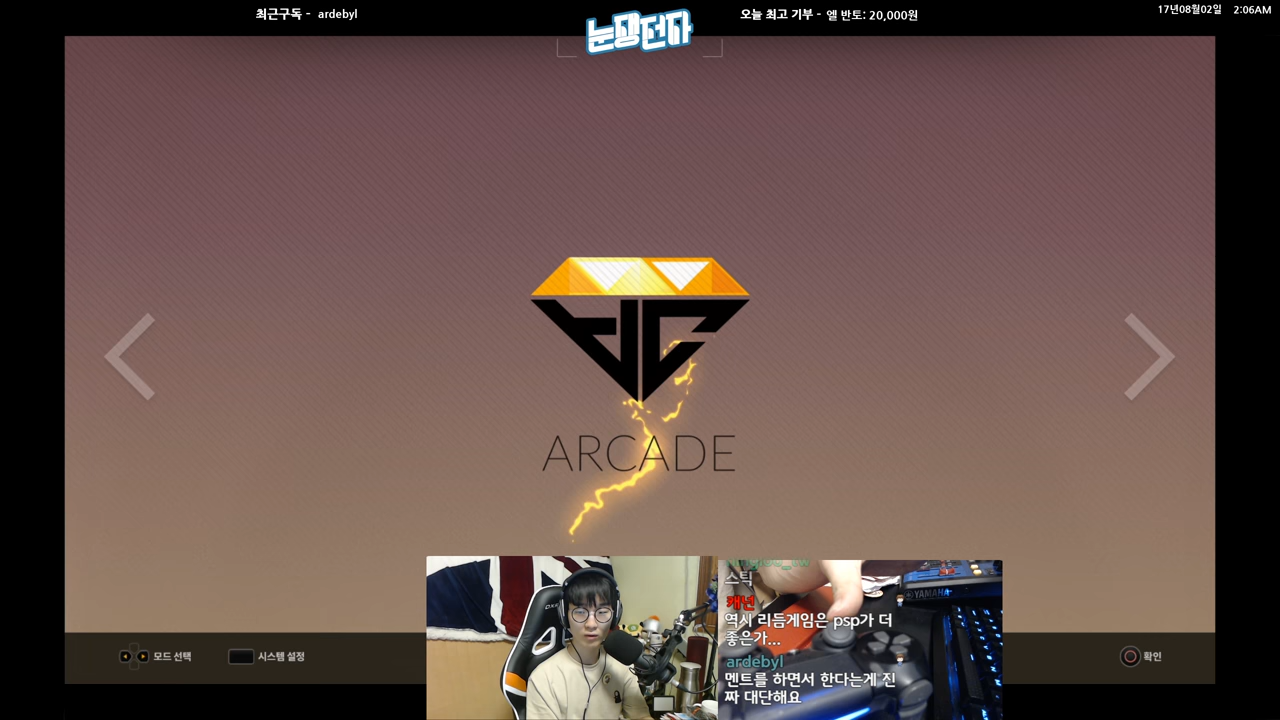 최근구독 - ardebyl
눈댕전자
오늘 최고 기부 - 엘 반토: 20,000원
17년08월02일 2:06AM
ARCADE
모드 선택
시스템 설정
확인
스틱
캐넌
역시 리듬게임은 psp가 더
좋은가...
ardebyl
멘트를 하면서 한다는게 진
짜 대단해요
YAMAHA